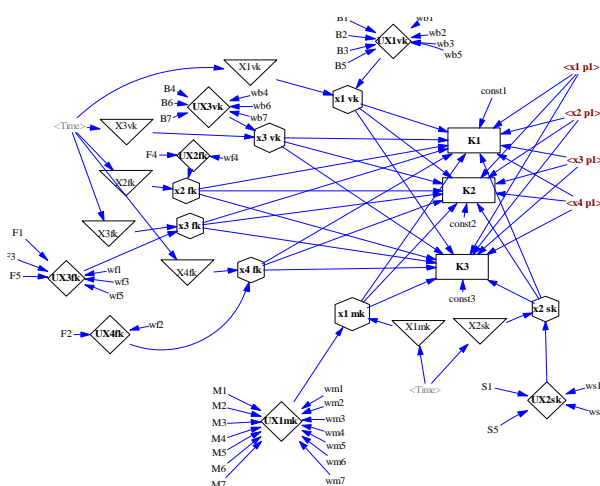 B1
wb1
B2
UX1vk
wb2
wb3
B3
wb5
B5
X1vk
<x1 p1>
B4
wb4
const1
B6
UX3vk
wb6
x1 vk
B7
wb7
<x2 p1>
<Time>
X3vk
x3 vk
K1
F4
UX2fk
wf4
<x3 p1>
X2fk
x2 fk
K2
<x4 p1>
F1
X3fk
x3 fk
const2
F3
X4fk
x4 fk
K3
F5
UX3fk
wf1
wf3
wf5
const3
x1 mk
x2 sk
F2
UX4fk
wf2
X1mk
X2sk
<Time>
M1
wm1
S1
ws1
M2
wm2
UX2sk
M3
UX1mk
wm3
ws
M4
wm4
S5
M5
wm5
M6
wm6
M7
wm7